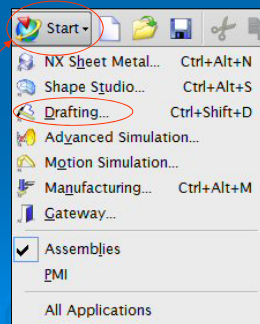 Start
NX Sheet Metal... Ctrl+Alt+N
Shape Studio... Ctrl+Alt+S
Drafting... Ctrl+Shift+D
Advanced Simulation...
Motion Simulation...
Manufacturing... Ctrl+Alt+M
Gateway...
Assemblies
PMI
All Applications